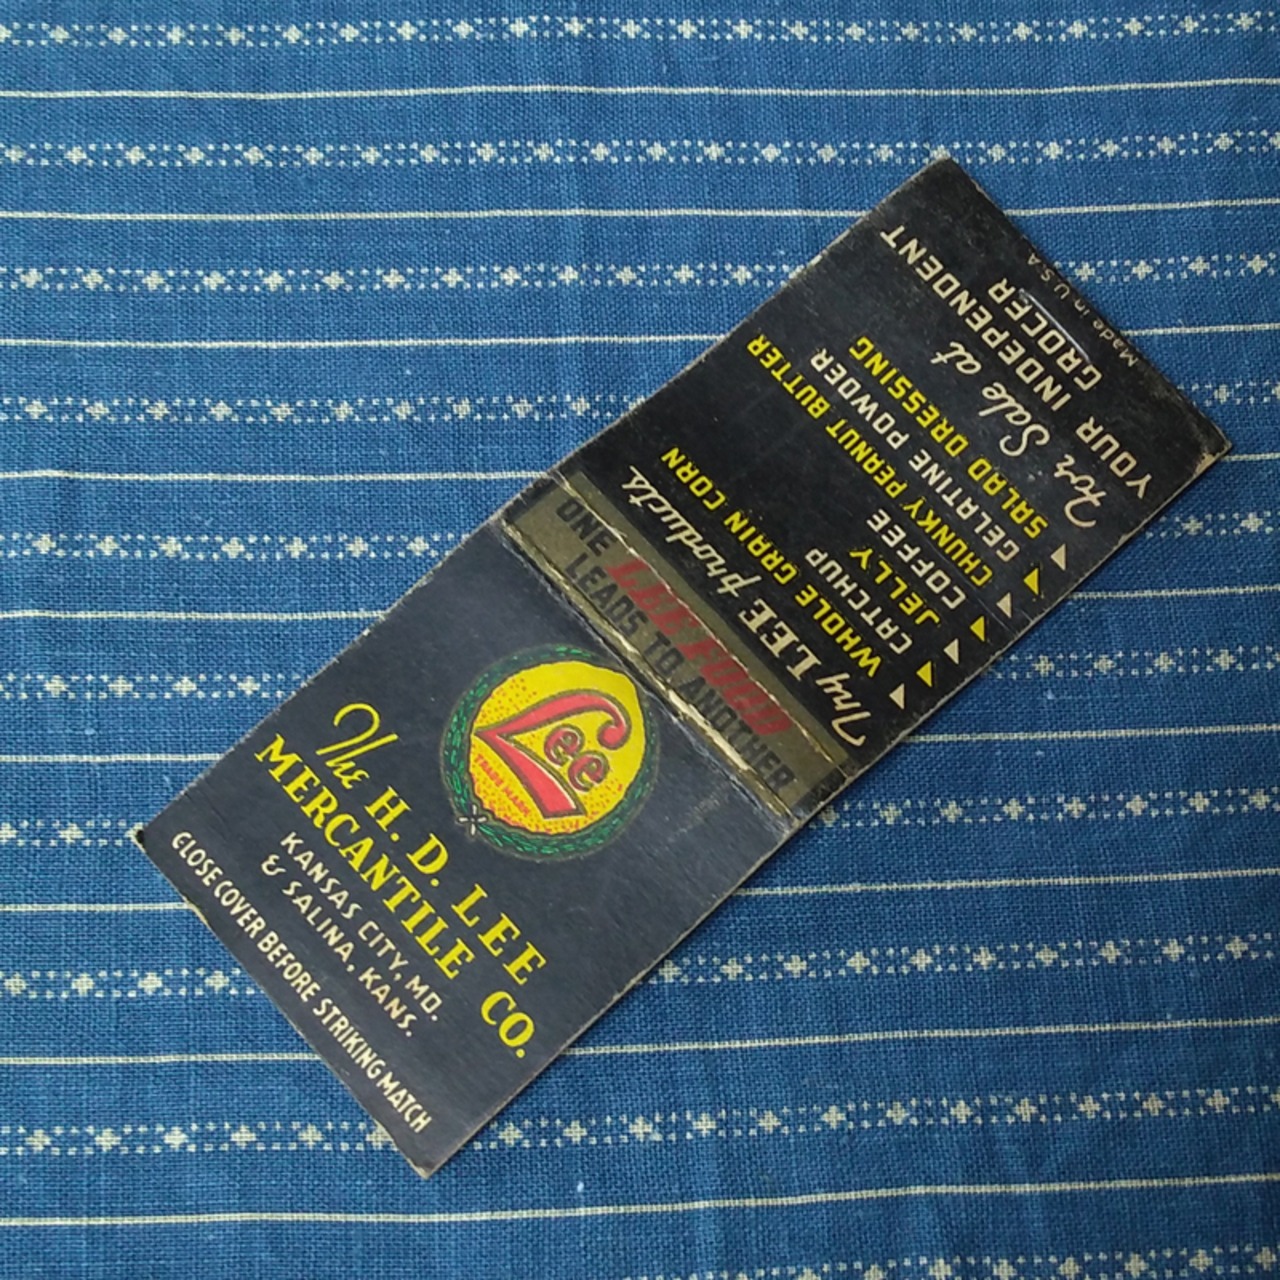 Lee
TRADE MARK
The H. D. LEE
MERCANTILE CO.
KANSAS CITY, MO.
& SALINA, KANS.
CLOSE COVER BEFORE STRIKING MATCH
ONE LEE FOOD
LEADS TO ANOTHER
Try LEE products
WHOLE GRAIN CORN
CATCHUP
JELLY
COFFEE
CHUNKY PEANUT BUTTER
GELATINE POWDER
SALAD DRESSING
For Sale at
YOUR INDEPENDENT
GROCER
Made in U.S.A.